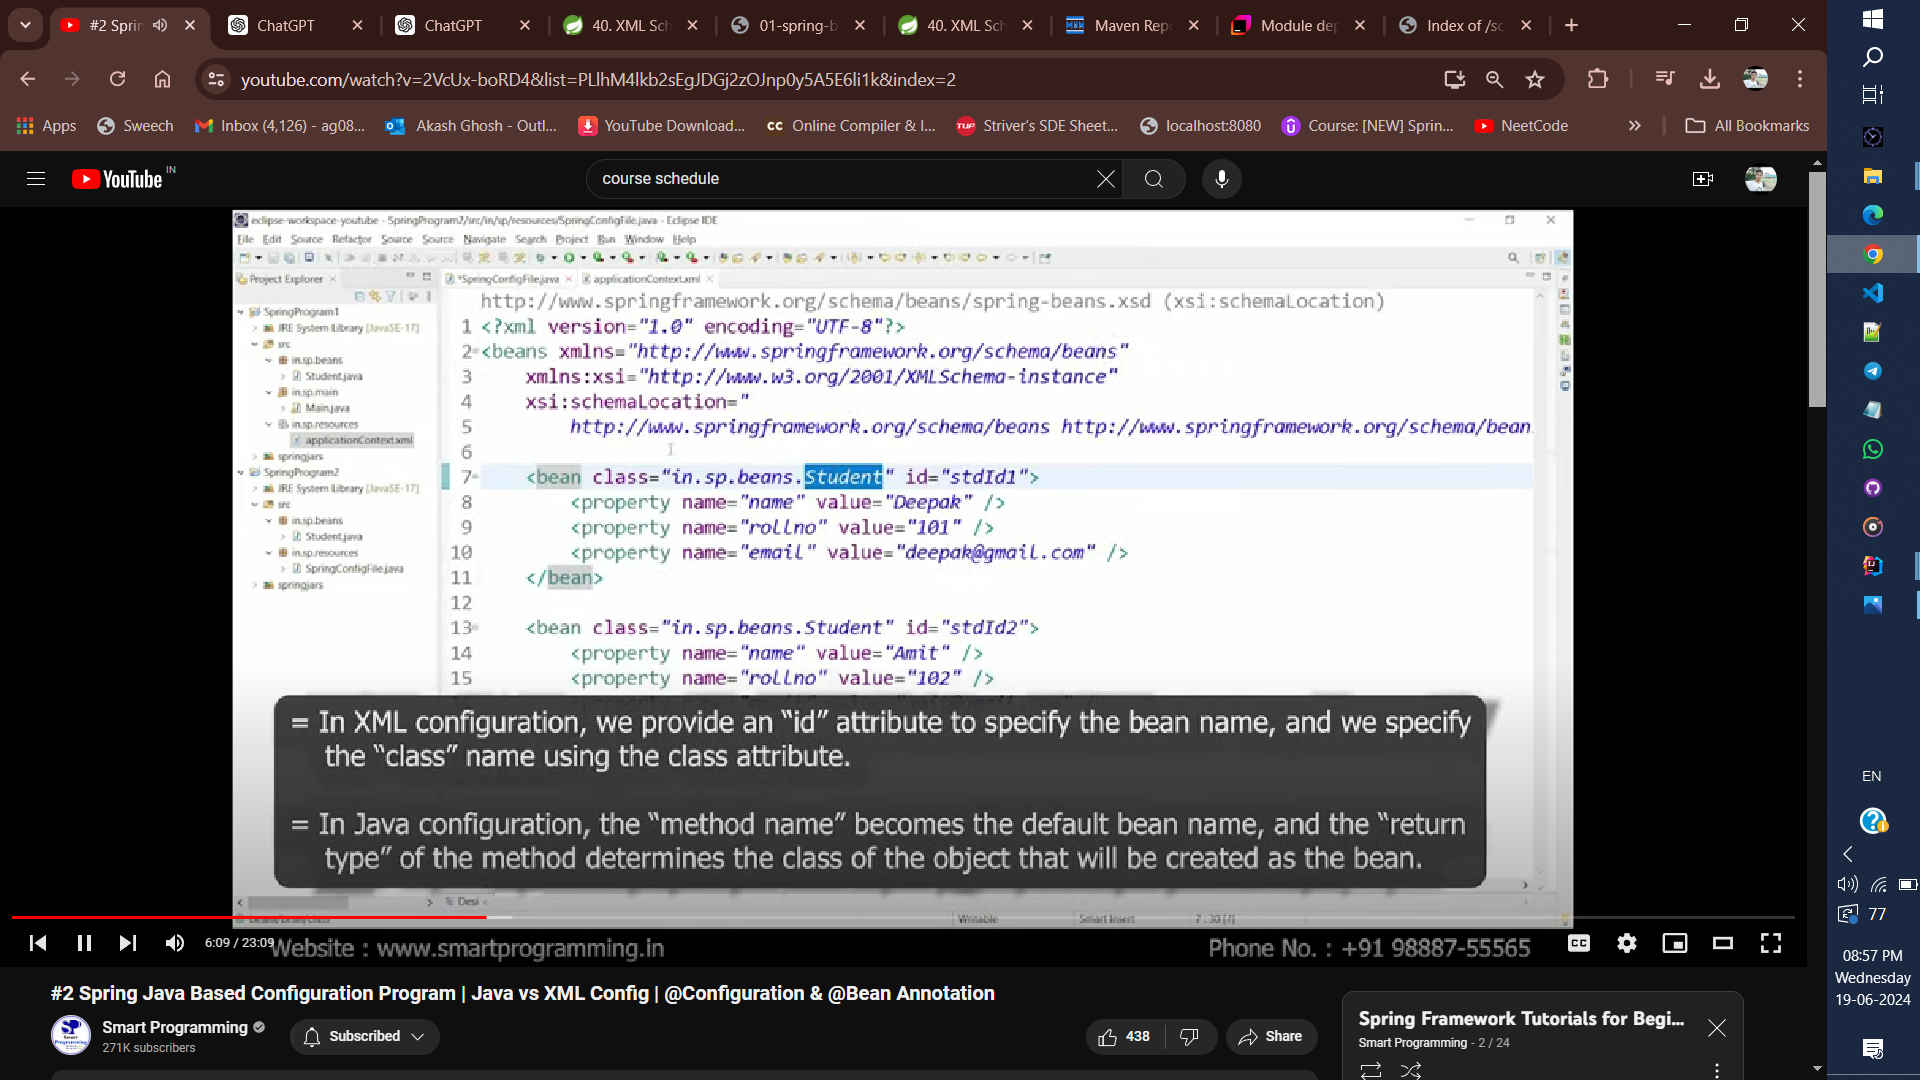 #2 Sprin
ChatGPT
ChatGPT
40. XML Sch
01-spring-b
40. XML Sch
Maven Rep
Module dep
Index of /sc
youtube.com/watch?v=2VcUx-boRD4&list=PLlhM4lkb2sEgJDGj2zOJnp0y5A5E6li1k&index=2
Apps
Sweech
Inbox (4,126) - ag08...
Akash Ghosh - Outl...
YouTube Download...
Online Compiler & I...
Striver's SDE Sheet...
localhost:8080
Course: [NEW] Sprin...
NeetCode
All Bookmarks
YouTube IN
course schedule
eclipse-workspace-youtube - SpringProgram2/src/in/sp/resources/SpringConfigFile.java - Eclipse IDE
File Edit Source Refactor Source Source Navigate Search Project Run Window Help
Project Explorer
*SpringConfigFile.java
applicationContext.xml
SpringProgram1
JRE System Library [JavaSE-17]
src
in.sp.beans
Student.java
in.sp.main
Main.java
in.sp.resources
applicationContext.xml
springjars
SpringProgram2
JRE System Library [JavaSE-17]
src
in.sp.beans
Student.java
in.sp.resources
SpringConfigFile.java
springjars
http://www.springframework.org/schema/beans/spring-beans.xsd (xsi:schemaLocation)
1 <?xml version="1.0" encoding="UTF-8"?>
2 <beans xmlns="http://www.springframework.org/schema/beans"
3 xmlns:xsi="http://www.w3.org/2001/XMLSchema-instance"
4 xsi:schemaLocation="
5 http://www.springframework.org/schema/beans http://www.springframework.org/schema/bean
6
7 <bean class="in.sp.beans.Student" id="stdId1">
8 <property name="name" value="Deepak" />
9 <property name="rollno" value="101" />
10 <property name="email" value="deepak@gmail.com" />
11 </bean>
12
13 <bean class="in.sp.beans.Student" id="stdId2">
14 <property name="name" value="Amit" />
15 <property name="rollno" value="102" />
= In XML configuration, we provide an “id” attribute to specify the bean name, and we specify
the “class” name using the class attribute.
= In Java configuration, the “method name” becomes the default bean name, and the “return
type” of the method determines the class of the object that will be created as the bean.
Desi
Writable
Smart Insert
7 : 30 [7]
6:09 / 23:09
Website : www.smartprogramming.in
Phone No. : +91 98887-55565
CC
#2 Spring Java Based Configuration Program | Java vs XML Config | @Configuration & @Bean Annotation
Smart Programming
271K subscribers
Subscribed
438
Share
Spring Framework Tutorials for Begi...
Smart Programming - 2 / 24
EN
77
08:57 PM
Wednesday
19-06-2024